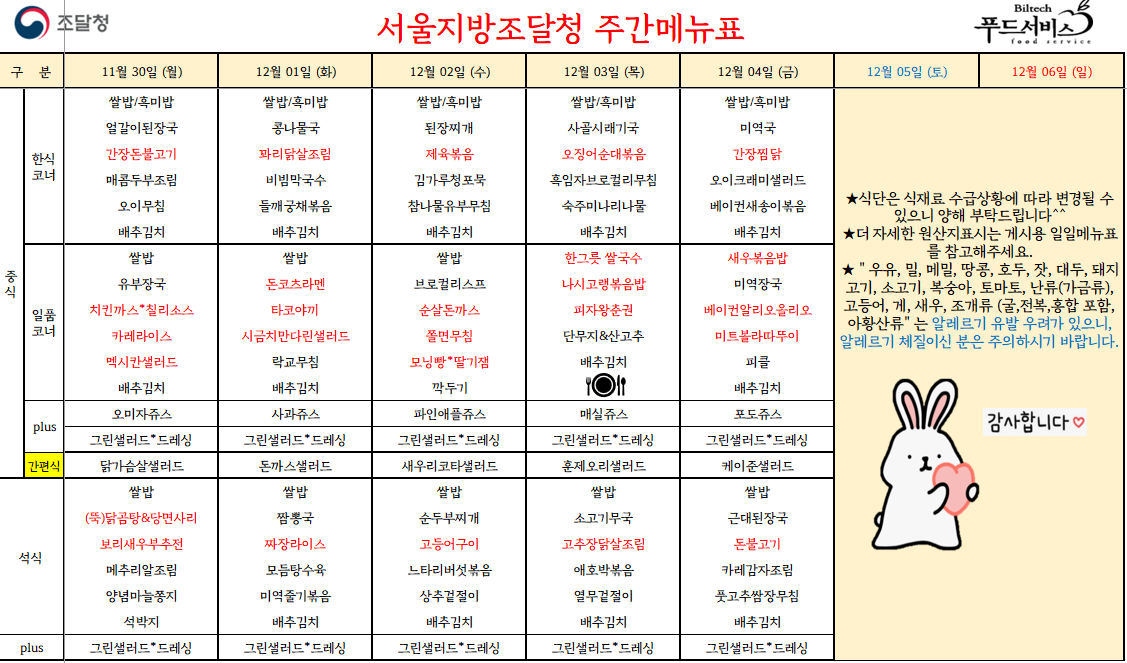 조달청
서울지방조달청 주간메뉴표
Biltech
푸드서비스
food service
구 분 11월 30일 (월) 12월 01일 (화) 12월 02일 (수) 12월 03일 (목) 12월 04일 (금) 12월 05일 (토) 12월 06일 (일)
중식
한식
코너
쌀밥/흑미밥 쌀밥/흑미밥 쌀밥/흑미밥 쌀밥/흑미밥 쌀밥/흑미밥
얼갈이된장국 콩나물국 된장찌개 사골시래기국 미역국
간장돈불고기 꽈리닭살조림 제육볶음 오징어순대볶음 간장찜닭
매콤두부조림 비빔막국수 김가루청포묵 흑임자브로컬리무침 오이크래미샐러드
오이무침 들깨궁채볶음 참나물유부무침 숙주미나리나물 베이컨새송이볶음
배추김치 배추김치 배추김치 배추김치 배추김치
일품
코너
쌀밥 쌀밥 쌀밥 한그릇 쌀국수 새우볶음밥
유부장국 돈코츠라멘 브로컬리스프 나시고랭볶음밥 미역장국
치킨까스*칠리소스 타코야끼 순살돈까스 피자왕춘권 베이컨알리오올리오
카레라이스 시금치만다린샐러드 쫄면무침 단무지&산고추 미트볼라따뚜이
멕시칸샐러드 락교무침 모닝빵*딸기잼 배추김치 피클
배추김치 배추김치 깍두기 배추김치
plus
오미자쥬스 사과쥬스 파인애플쥬스 매실쥬스 포도쥬스
그린샐러드*드레싱 그린샐러드*드레싱 그린샐러드*드레싱 그린샐러드*드레싱 그린샐러드*드레싱
간편식 닭가슴살샐러드 돈까스샐러드 새우리코타샐러드 훈제오리샐러드 케이준샐러드
석식
쌀밥 쌀밥 쌀밥 쌀밥 쌀밥
(뚝)닭곰탕&당면사리 짬뽕국 순두부찌개 소고기무국 근대된장국
보리새우부추전 짜장라이스 고등어구이 고추장닭살조림 돈불고기
메추리알조림 모듬탕수육 느타리버섯볶음 애호박볶음 카레감자조림
양념마늘쫑지 미역줄기볶음 상추겉절이 열무겉절이 풋고추쌈장무침
석박지 배추김치 배추김치 배추김치 배추김치
plus 그린샐러드*드레싱 그린샐러드*드레싱 그린샐러드*드레싱 그린샐러드*드레싱 그린샐러드*드레싱
★식단은 식재료 수급상황에 따라 변경될 수
있으니 양해 부탁드립니다^^
★더 자세한 원산지표시는 게시용 일일메뉴표
를 참고해주세요.
★ " 우유, 밀, 메밀, 땅콩, 호두, 잣, 대두, 돼지
고기, 소고기, 복숭아, 토마토, 난류(가금류),
고등어, 게, 새우, 조개류 (굴,전복,홍합 포함,
아황산류" 는 알레르기 유발 우려가 있으니,
알레르기 체질이신 분은 주의하시기 바랍니다.
감사합니다♡